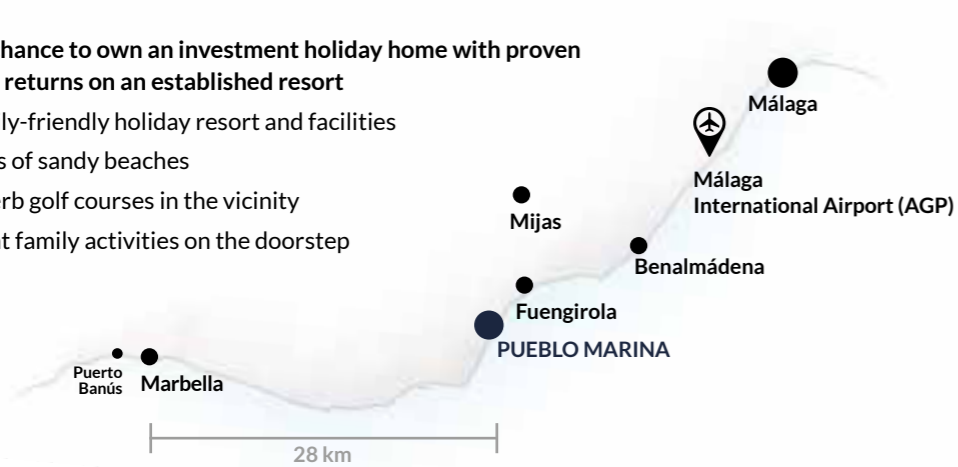 hance to own an investment holiday home with proven
returns on an established resort
ly-friendly holiday resort and facilities
s of sandy beaches
rb golf courses in the vicinity
t family activities on the doorstep
Málaga
Málaga
International Airport (AGP)
Mijas
Benalmádena
Fuengirola
PUEBLO MARINA
Puerto
Banús
Marbella
28 km